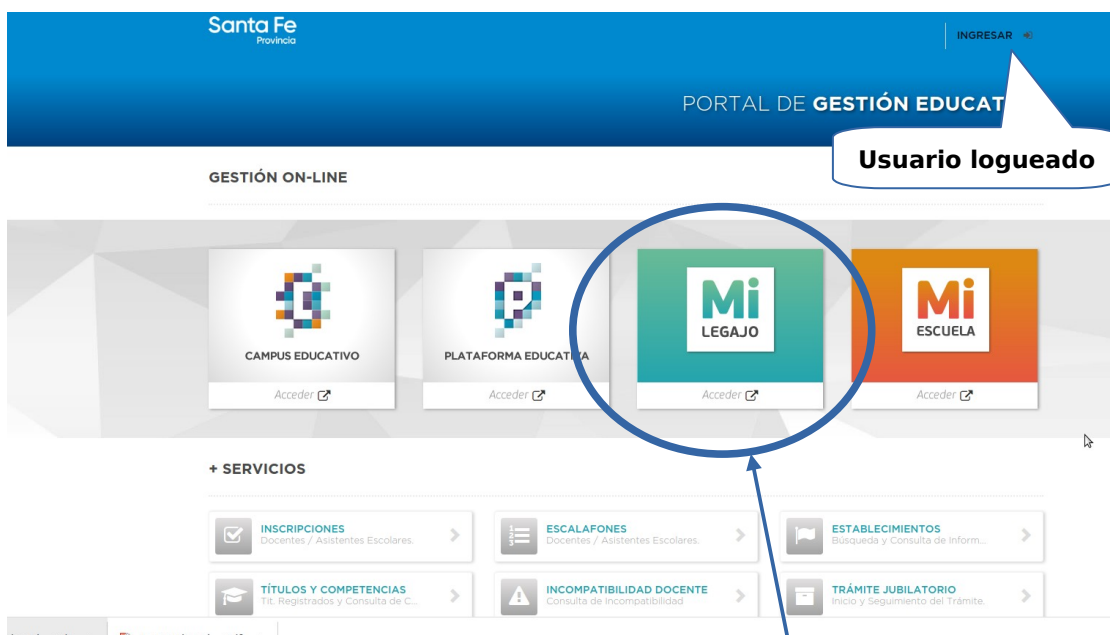 Santa Fe
Provincia
INGRESAR
PORTAL DE GESTIÓN EDUCAT
Usuario logueado
GESTIÓN ON-LINE
CAMPUS EDUCATIVO
PLATAFORMA EDUCATIVA
Mi
LEGAJO
Mi
ESCUELA
Acceder
Acceder
Acceder
Acceder
+ SERVICIOS
INSCRIPCIONES
Docentes / Asistentes Escolares.
ESCALAFONES
Docentes / Asistentes Escolares.
ESTABLECIMIENTOS
Búsqueda y Consulta de Inform...
TÍTULOS Y COMPETENCIAS
Tit. Registrados y Consulta de C...
INCOMPATIBILIDAD DOCENTE
Consulta de Incompatibilidad
TRÁMITE JUBILATORIO
Inicio y Seguimiento del Trámite.